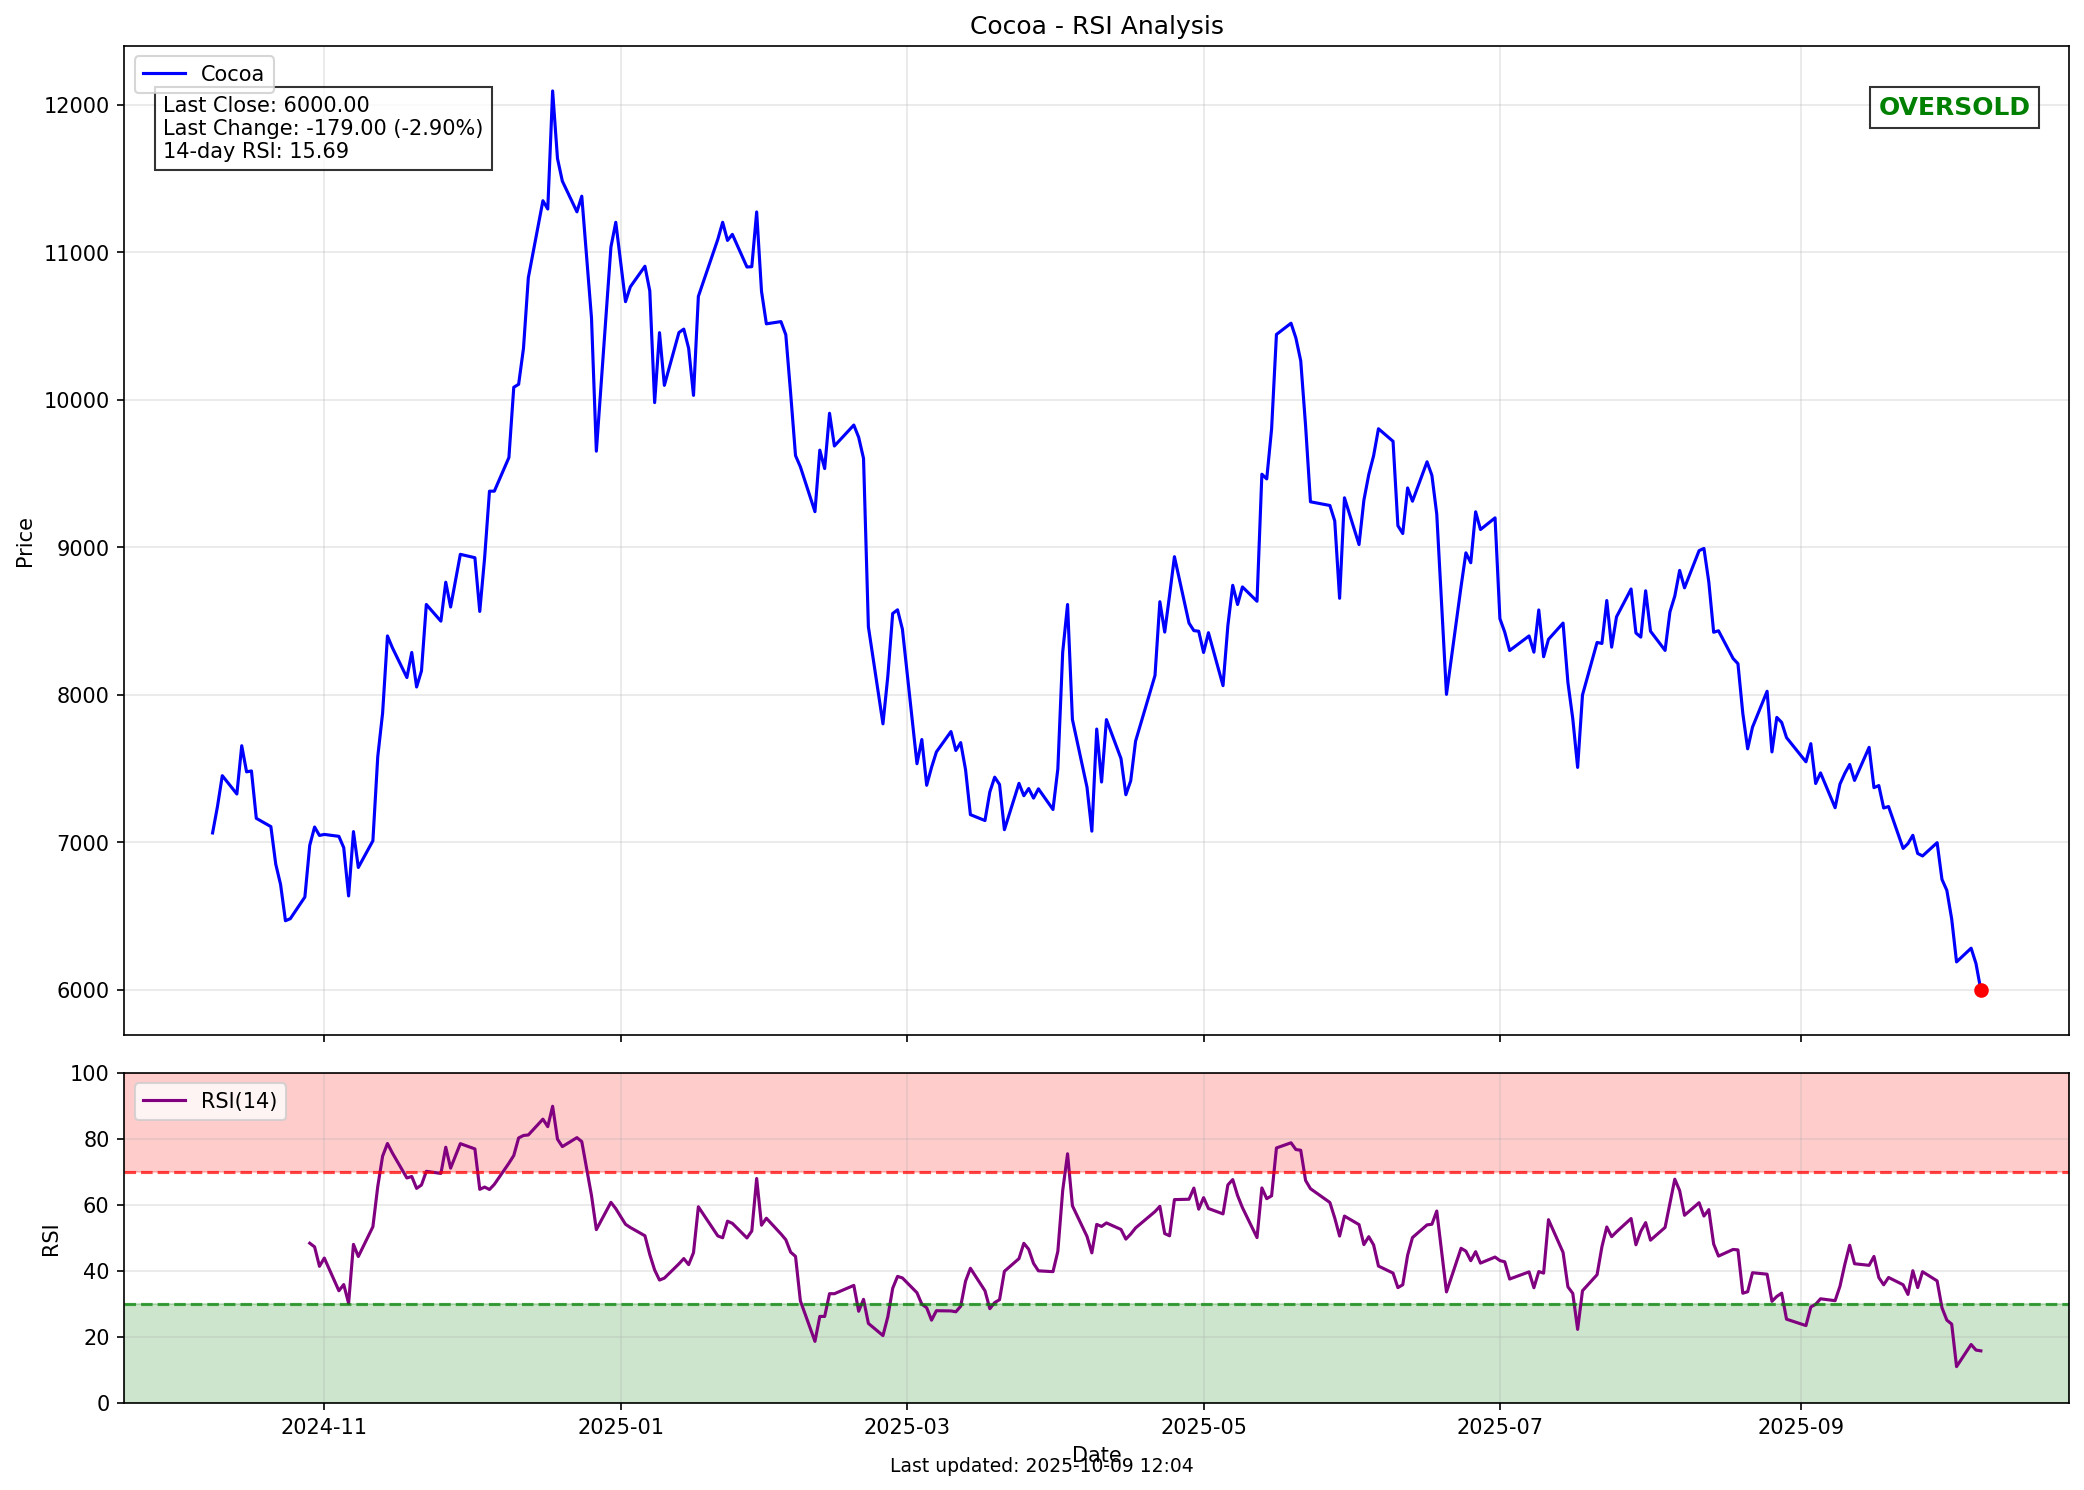 Cocoa - RSI Analysis
Cocoa
Last Close: 6000.00
Last Change: -179.00 (-2.90%)
14-day RSI: 15.69
OVERSOLD
12000
11000
10000
9000
8000
7000
6000
Price
RSI(14)
100
80
60
40
20
0
RSI
2024-11
2025-01
2025-03
2025-05
2025-07
2025-09
Date
Last updated: 2025-10-09 12:04